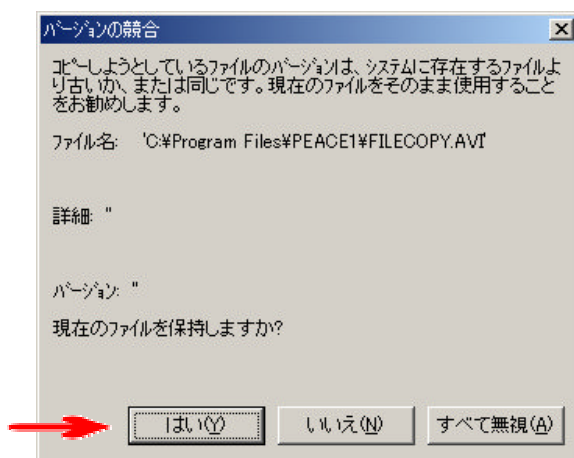 バージョンの競合
コピーしようとしているファイルのバージョンは、システムに存在するファイルよ
り古いか、または同じです。現在のファイルをそのまま使用すること
をお勧めします。
ファイル名: 'C:¥Program Files¥PEACE1¥FILECOPY.AVI'
詳細: ''
バージョン: ''
現在のファイルを保持しますか?
はい(Y) いいえ(N) すべて無視(A)